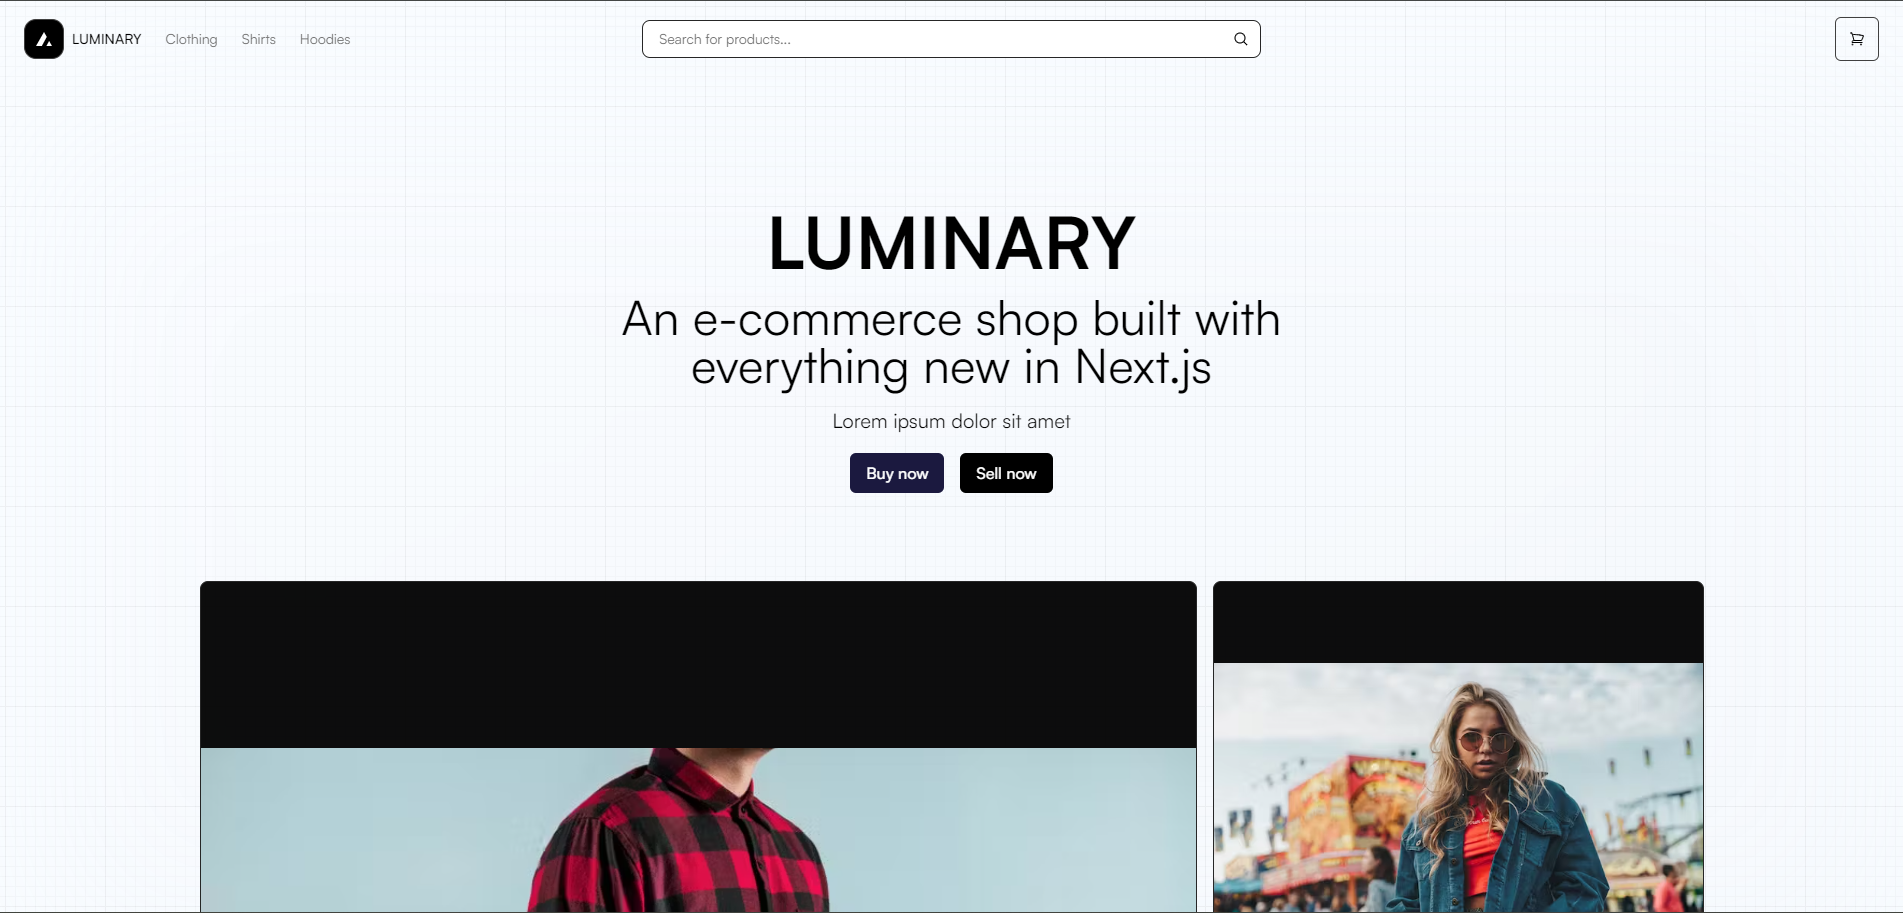 LUMINARY
Clothing
Shirts
Hoodies
Search for products...
LUMINARY
An e-commerce shop built with
everything new in Next.js
Lorem ipsum dolor sit amet
Buy now
Sell now